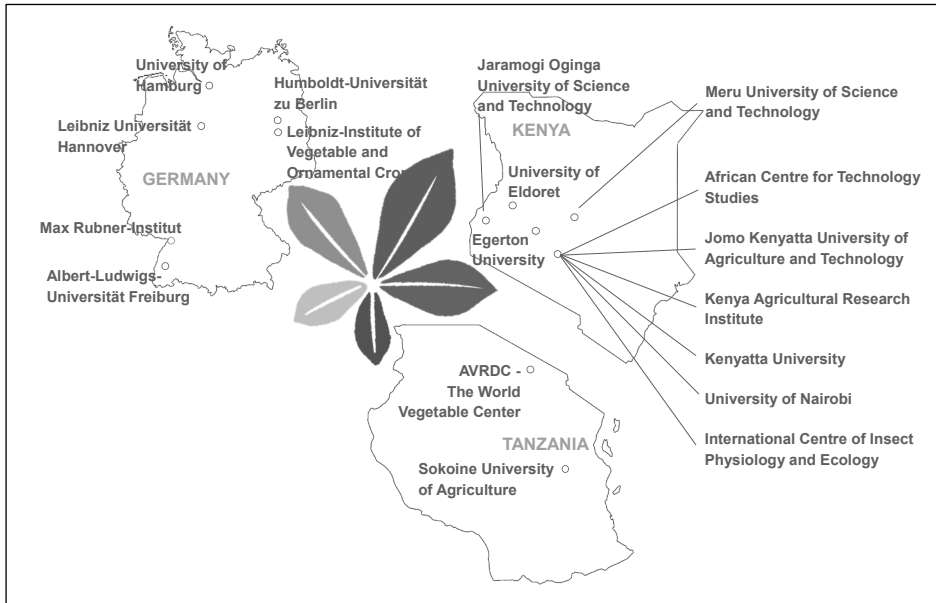 University of
Hamburg
Humboldt-Universität
zu Berlin
Leibniz Universität
Hannover
Leibniz-Institute of
Vegetable and
Ornamental Cro
GERMANY
Max Rubner-Institut
Albert-Ludwigs-
Universität Freiburg
Jaramogi Oginga
University of Science
and Technology
KENYA
University of
Eldoret
Egerton
University
Meru University of Science
and Technology
African Centre for Technology
Studies
Jomo Kenyatta University of
Agriculture and Technology
Kenya Agricultural Research
Institute
Kenyatta University
University of Nairobi
International Centre of Insect
Physiology and Ecology
AVRDC -
The World
Vegetable Center
TANZANIA
Sokoine University
of Agriculture